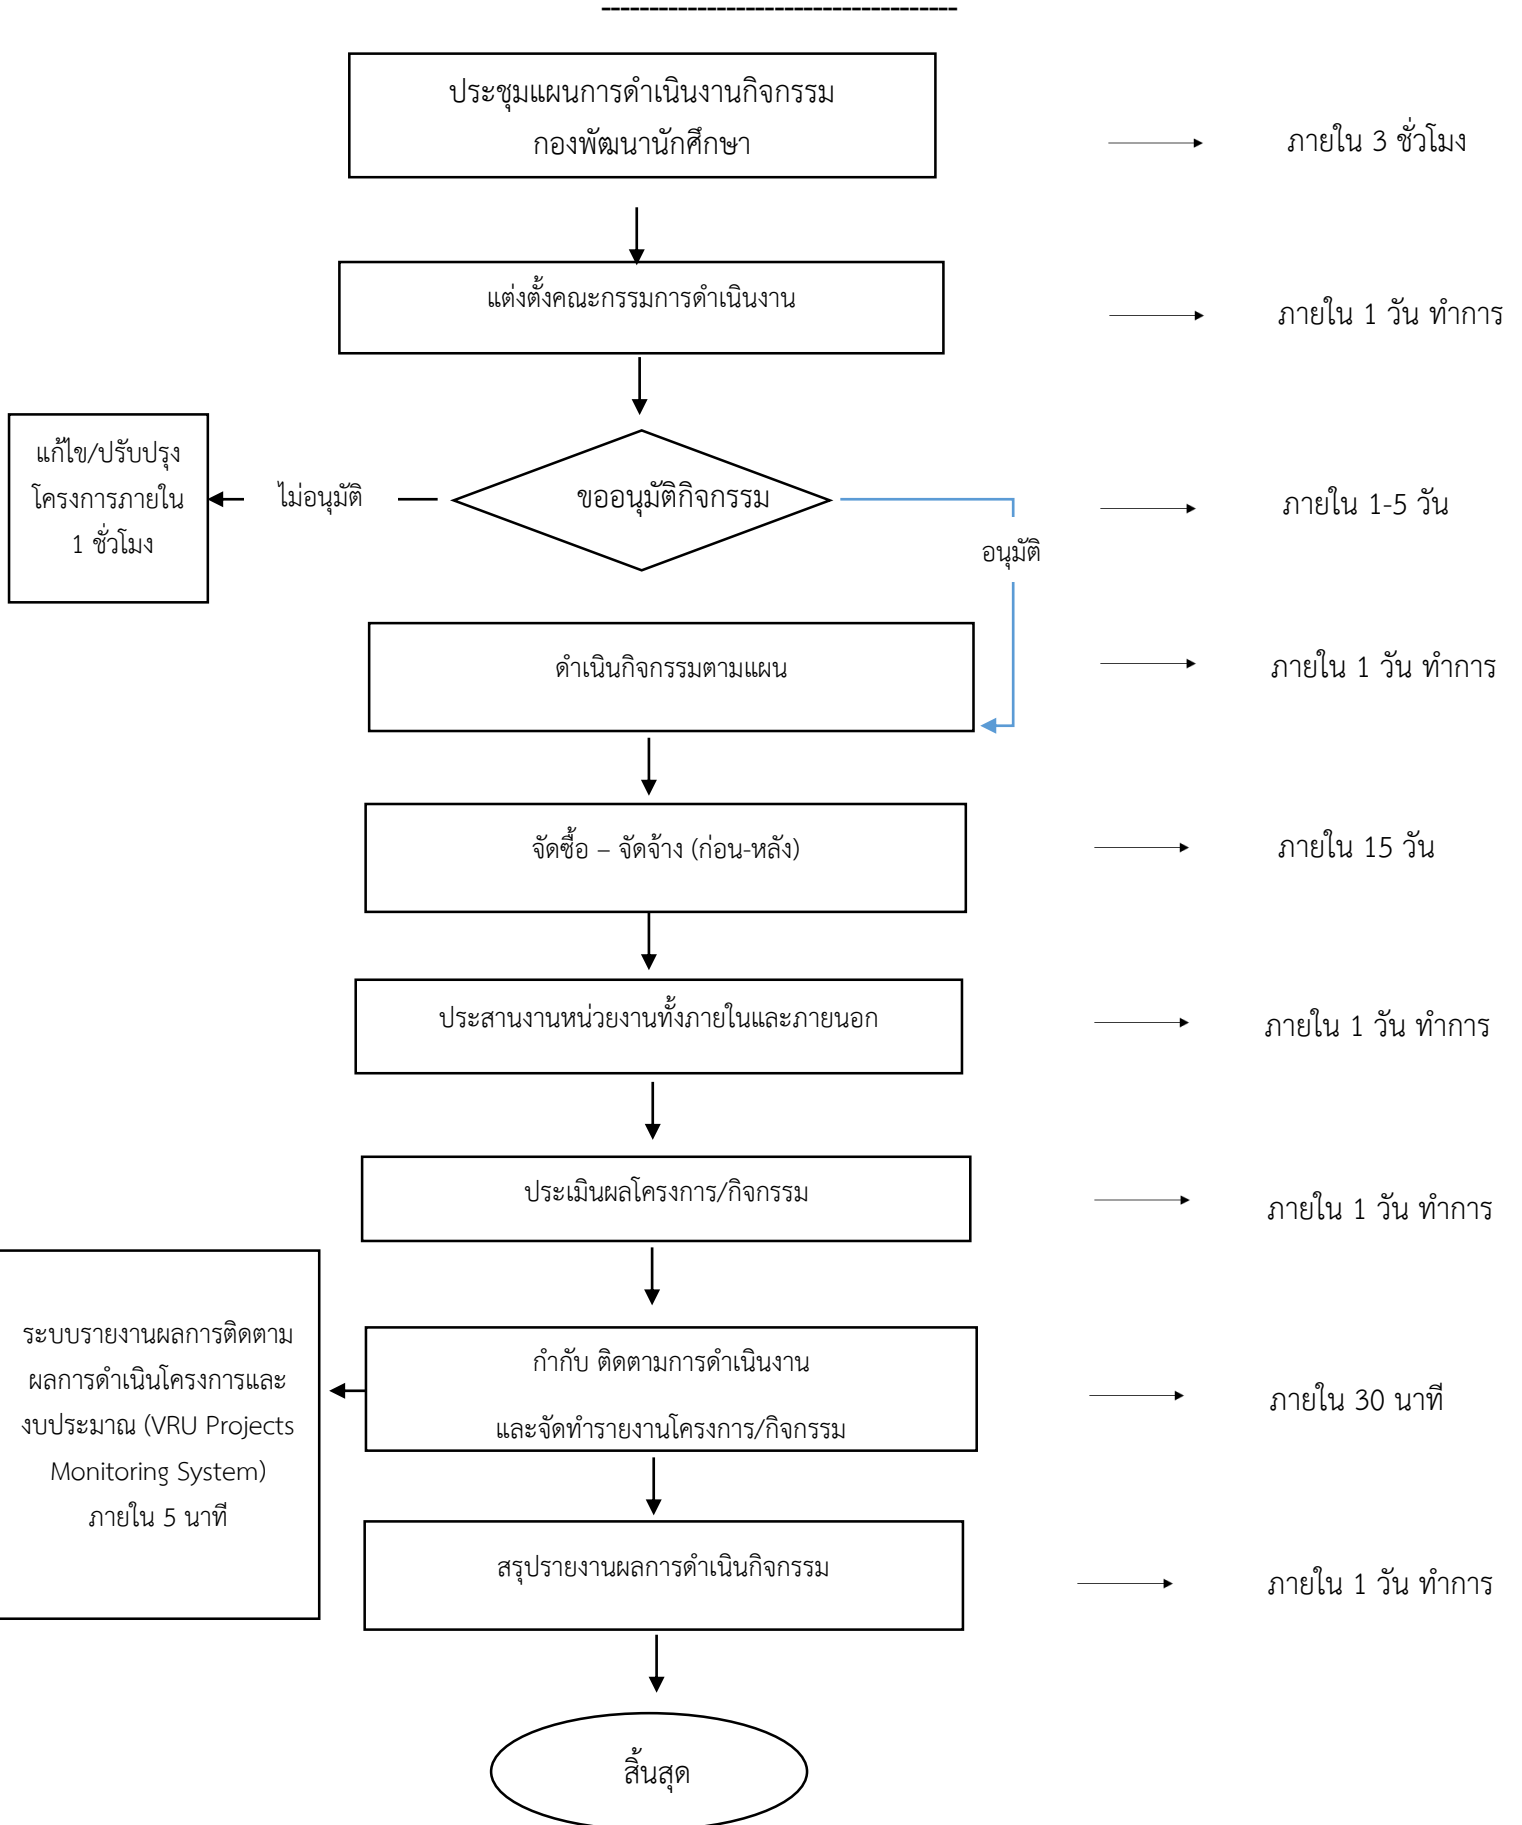 -------------------------------------
ประชุมแผนการดำเนินงานกิจกรรม
กองพัฒนานักศึกษา
ภายใน 3 ชั่วโมง
แต่งตั้งคณะกรรมการดำเนินงาน
ภายใน 1 วัน ทำการ
แก้ไข/ปรับปรุง
โครงการภายใน
1 ชั่วโมง
ไม่อนุมัติ
ขออนุมัติกิจกรรม
ภายใน 1-5 วัน
อนุมัติ
ดำเนินกิจกรรมตามแผน
ภายใน 1 วัน ทำการ
จัดซื้อ – จัดจ้าง (ก่อน-หลัง)
ภายใน 15 วัน
ประสานงานหน่วยงานทั้งภายในและภายนอก
ภายใน 1 วัน ทำการ
ประเมินผลโครงการ/กิจกรรม
ภายใน 1 วัน ทำการ
ระบบรายงานผลการติดตาม
ผลการดำเนินโครงการและ
งบประมาณ (VRU Projects
Monitoring System)
ภายใน 5 นาที
กำกับ ติดตามการดำเนินงาน
และจัดทำรายงานโครงการ/กิจกรรม
ภายใน 30 นาที
สรุปรายงานผลการดำเนินกิจกรรม
ภายใน 1 วัน ทำการ
สิ้นสุด